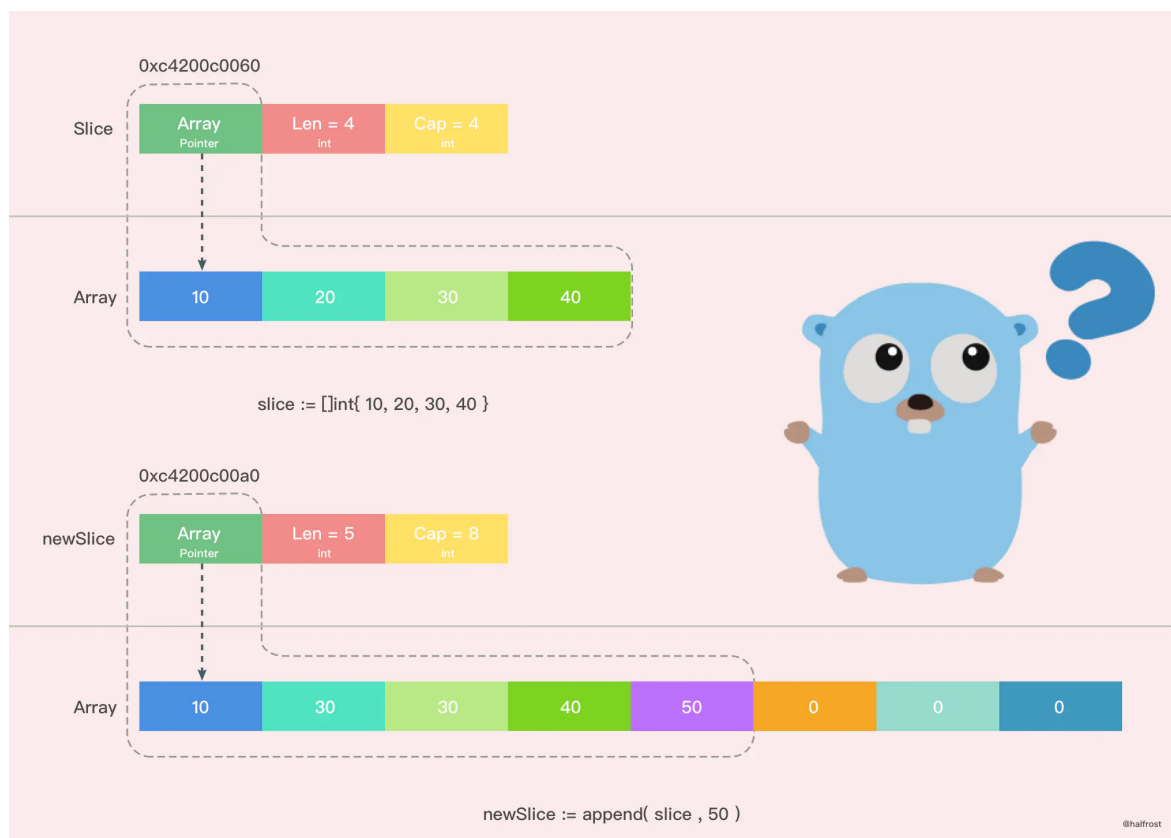 0xc4200c0060
Slice
Array
Pointer
Len = 4
int
Cap = 4
int
Array
10
20
30
40
slice := []int{ 10, 20, 30, 40 }
0xc4200c00a0
newSlice
Array
Pointer
Len = 5
int
Cap = 8
int
Array
10
30
30
40
50
0
0
0
newSlice := append( slice , 50 )
@halfrost